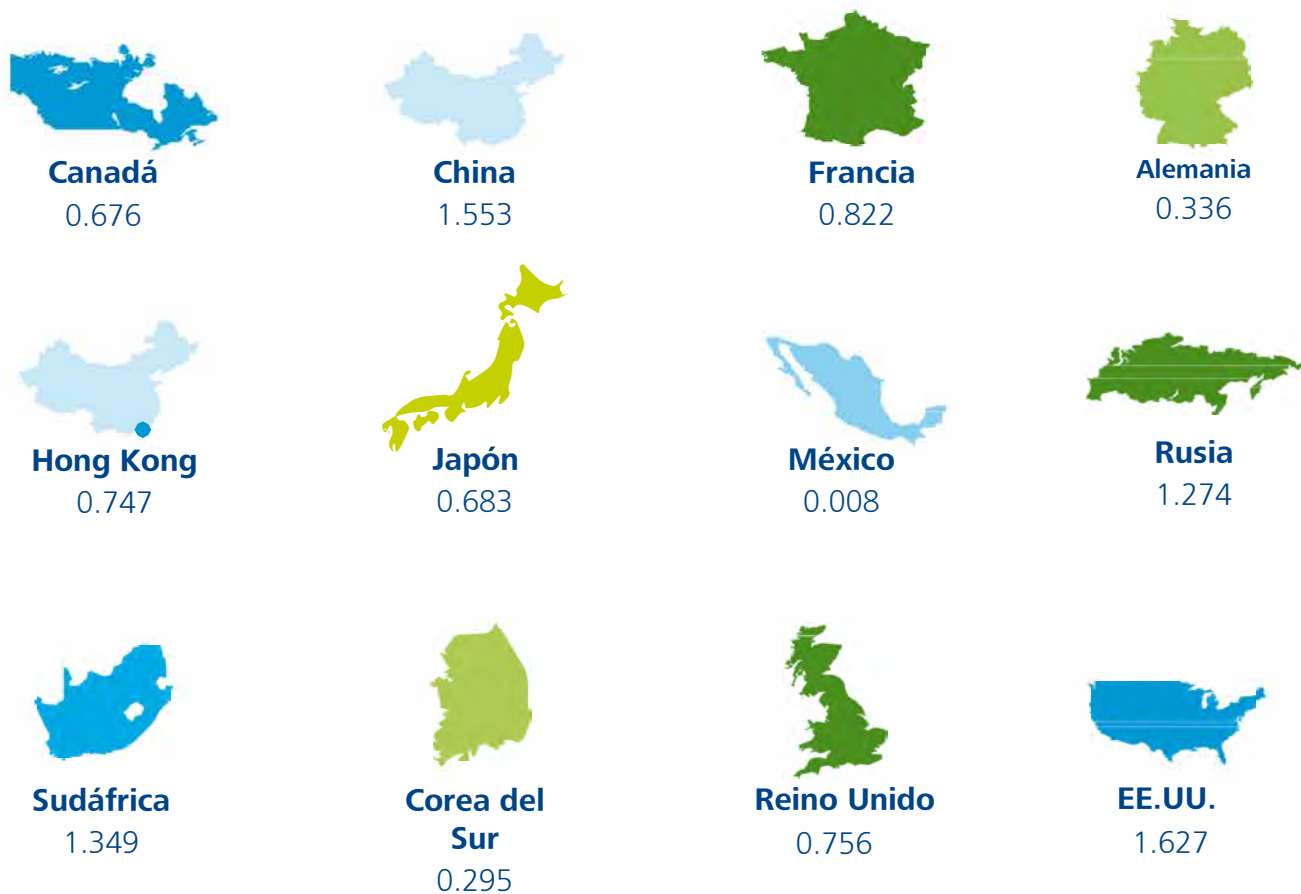 Canadá
0.676
China
1.553
Francia
0.822
Alemania
0.336
Hong Kong
0.747
Japón
0.683
México
0.008
Rusia
1.274
Sudáfrica
1.349
Corea del
Sur
0.295
Reino Unido
0.756
EE.UU.
1.627